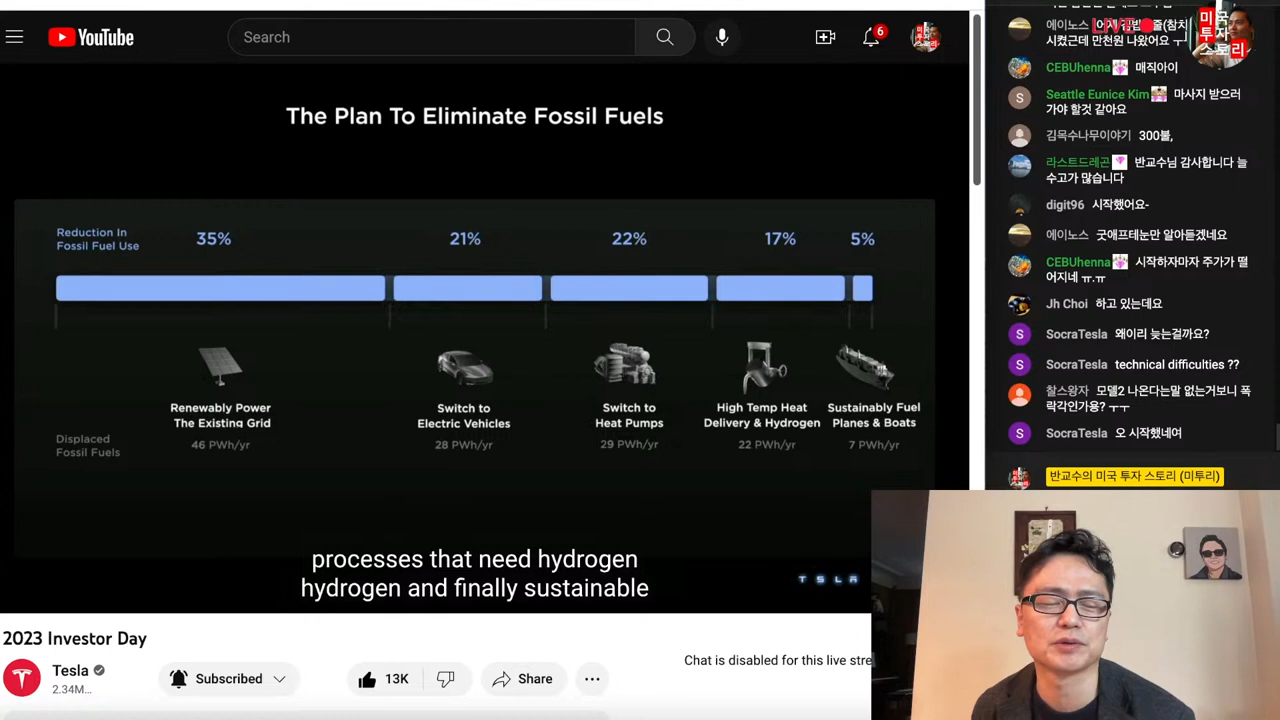 YouTube
Search
6
The Plan To Eliminate Fossil Fuels
Reduction In
Fossil Fuel Use
35%
21%
22%
17%
5%
Renewably Power
The Existing Grid
Switch to
Electric Vehicles
Switch to
Heat Pumps
High Temp Heat
Delivery & Hydrogen
Sustainably Fuel
Planes & Boats
Displaced
Fossil Fuels
46 PWh/yr
28 PWh/yr
29 PWh/yr
22 PWh/yr
7 PWh/yr
processes that need hydrogen
hydrogen and finally sustainable
TESLA
2023 Investor Day
Tesla
2.34M...
Subscribed
13K
Share
Chat is disabled for this live stre
LIVE
미국
투자
스토리
에이노스
시켰근데 만천원 나왔어요 ㅜ
CEBUhenna 매직아이
S
Seattle Eunice Kim 마사지 받으러
가야 할것 같아요
김목수나무이야기 300불,
라스트드레곤 반교수님 감사합니다 늘
수고가 많습니다
digit96 시작했어요-
에이노스 굿애프테눈만 알아듣겠네요
CEBUhenna 시작하자마자 주가가 떨
어지네 ㅠ.ㅠ
Jh Choi 하고 있는데요
S
SocraTesla 왜이리 늦는걸까요?
S
SocraTesla technical difficulties ??
찰스왕자 모델2 나온다는말 없는거보니 폭
락각인가용? ㅜㅜ
S
SocraTesla 오 시작했네여
반교수의 미국 투자 스토리 (미투리)